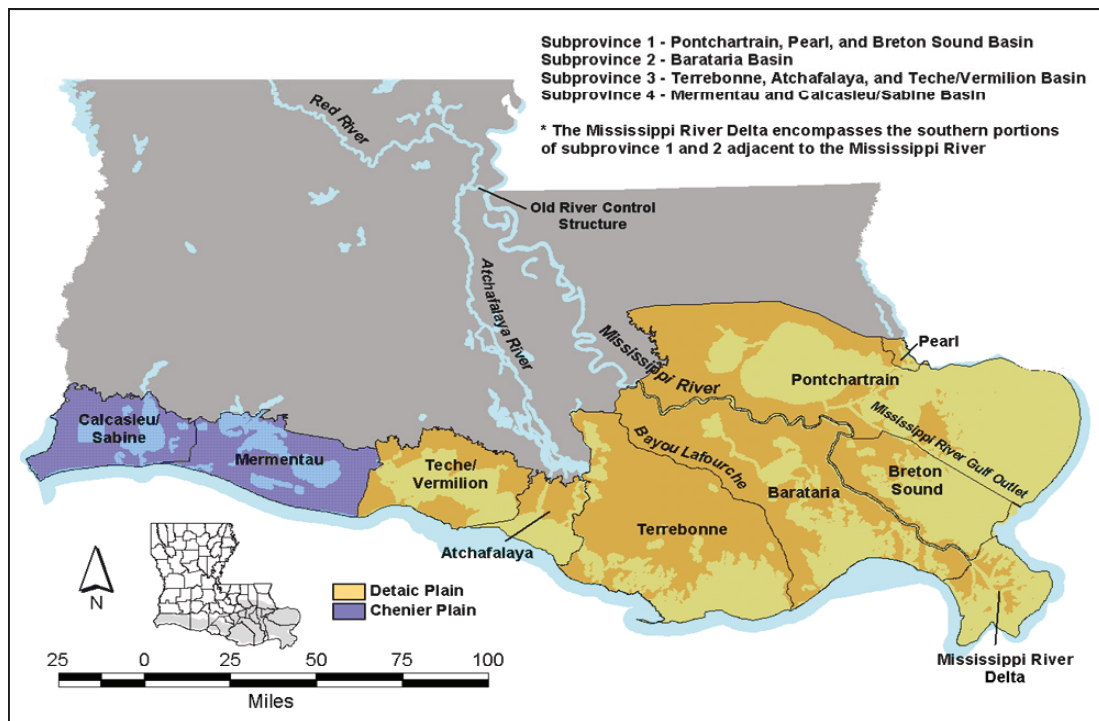 Subprovince 1 - Pontchartrain, Pearl, and Breton Sound Basin
Subprovince 2 - Barataria Basin
Subprovince 3 - Terrebonne, Atchafalaya, and Teche/Vermilion Basin
Subprovince 4 - Mermentau and Calcasieu/Sabine Basin
* The Mississippi River Delta encompasses the southern portions
of subprovince 1 and 2 adjacent to the Mississippi River
Red River
Old River Control
Structure
Atchafalaya River
Mississippi River
Pearl
Pontchartrain
Mississippi River Gulf Outlet
Calcasieu/
Sabine
Mermentau
Teche/
Vermilion
Bayou Lafourche
Barataria
Breton
Sound
Terrebonne
Atchafalaya
N
Detaic Plain
Chenier Plain
Mississippi River
Delta
25 0 25 50 75 100
Miles